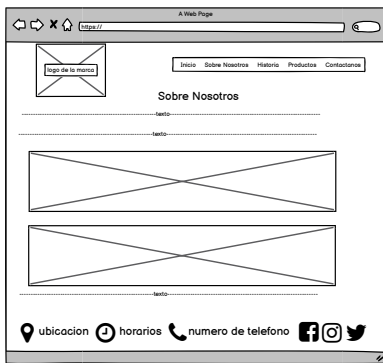 A Web Page
https://
logo de la marca
Inicio Sobre Nosotros Historia Productos Contactanos
Sobre Nosotros
texto
texto
texto
ubicacion horarios numero de telefono